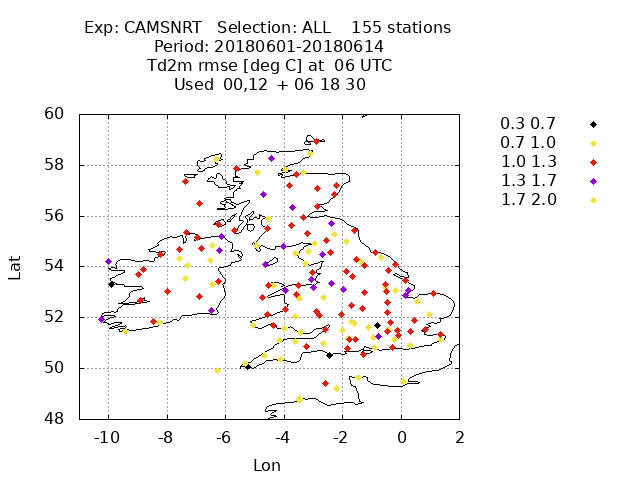 Exp: CAMSNRT   Selection: ALL    155 stations
Period: 20180601-20180614
Td2m rmse [deg C] at  06 UTC
Used  00,12  + 06 18 30
0.3 0.7
0.7 1.0
1.0 1.3
1.3 1.7
1.7 2.0
60
58
56
54
52
50
48
Lat
-10 -8 -6 -4 -2 0 2
Lon